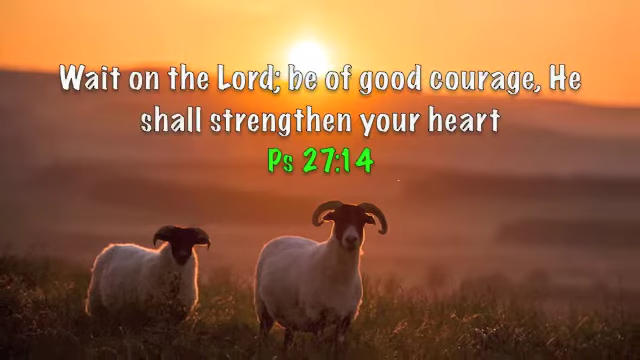 Wait on the Lord; be of good courage, He
shall strengthen your heart
Ps 27:14